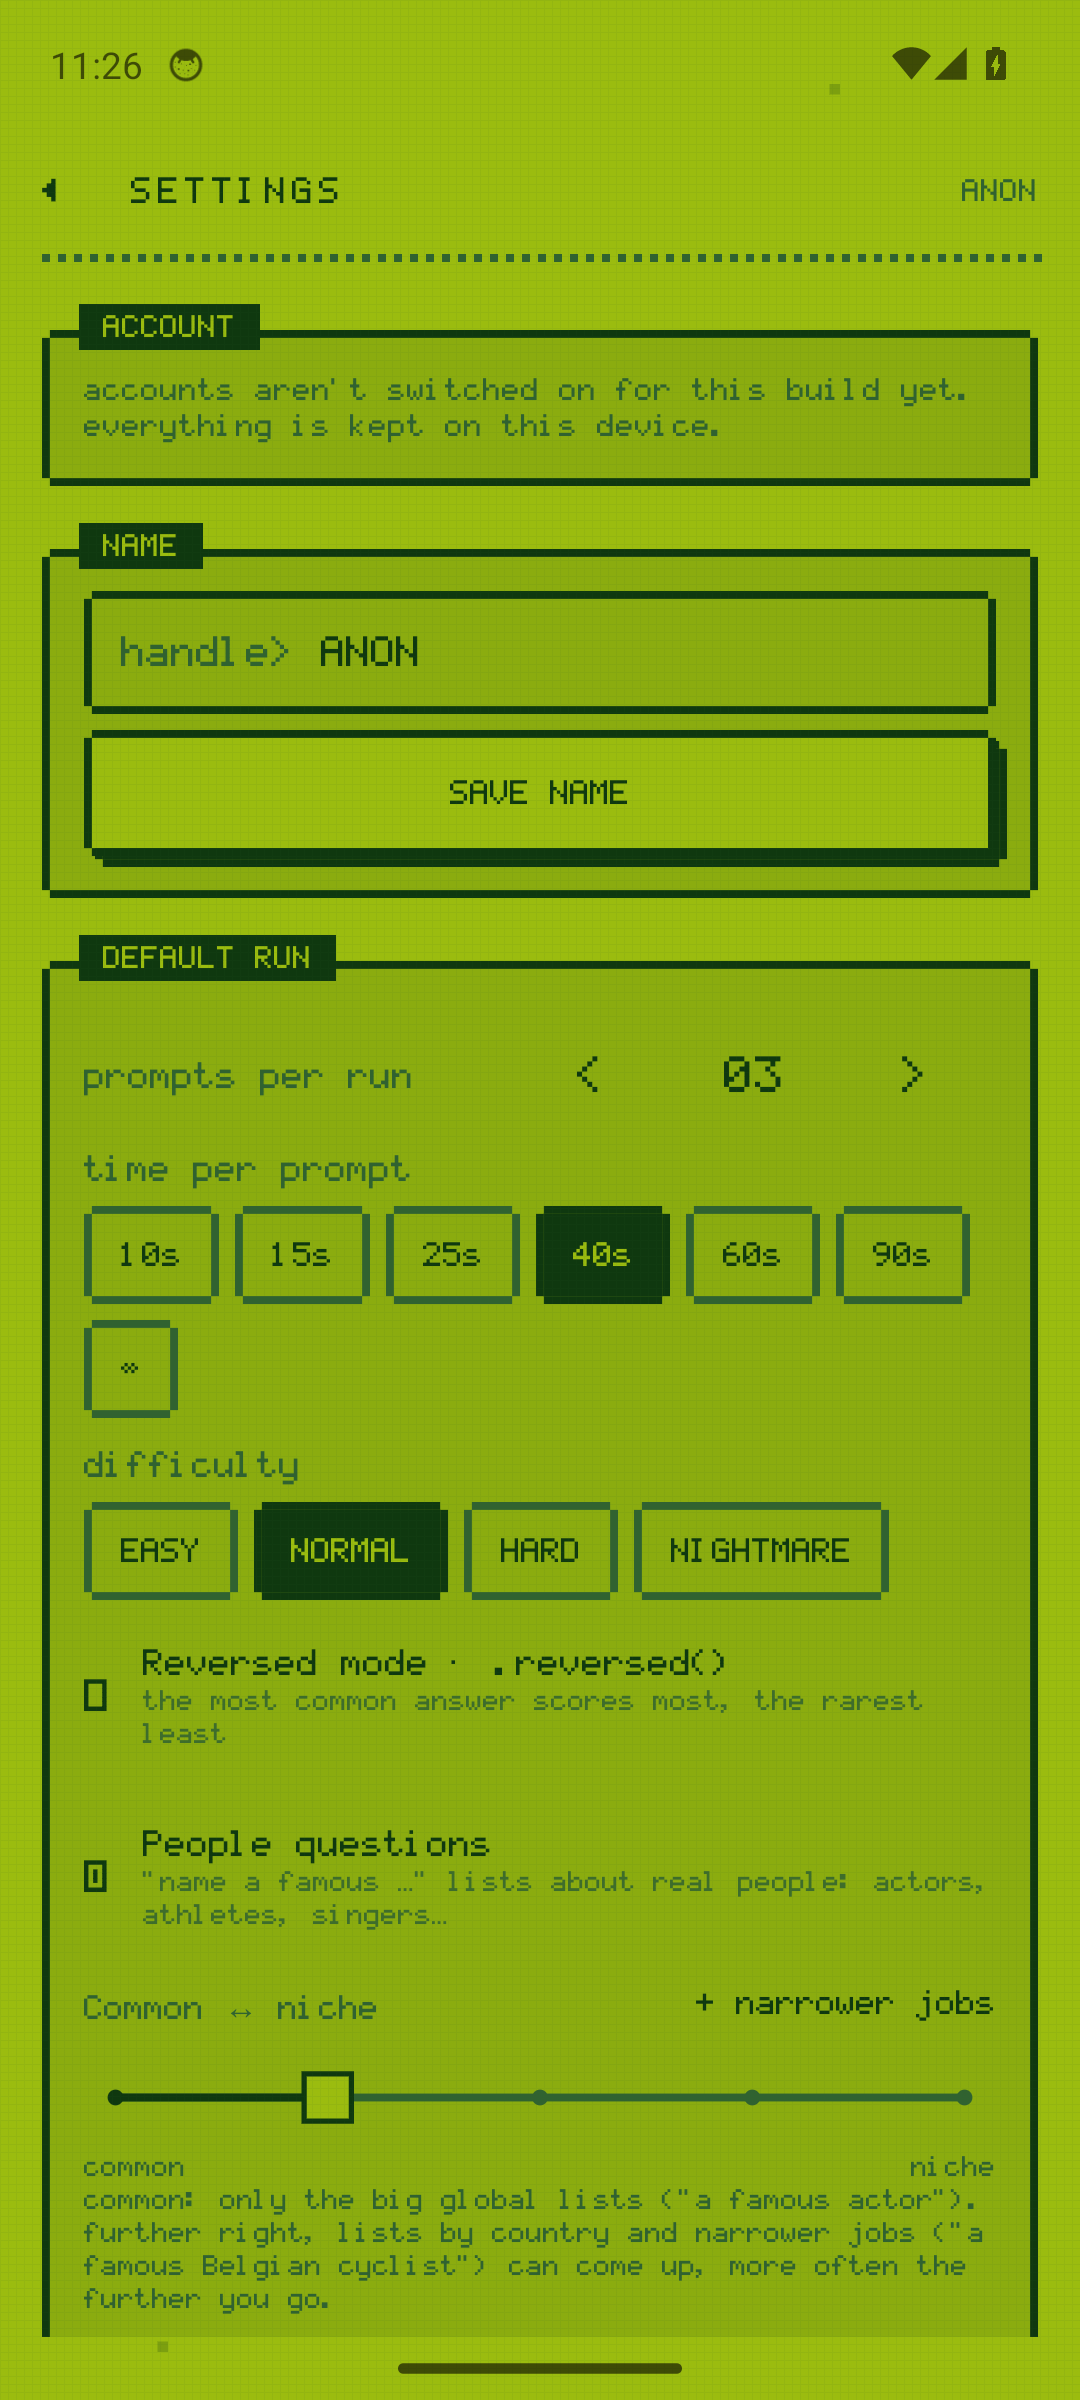 11:26
SETTINGS
ANON
ACCOUNT
accounts aren't switched on for this build yet.
everything is kept on this device.
NAME
handle> ANON
SAVE NAME
DEFAULT RUN
prompts per run < 03 >
time per prompt
10s 15s 25s 40s 60s 90s
∞
difficulty
EASY NORMAL HARD NIGHTMARE
Reversed mode · .reversed()
the most common answer scores most, the rarest
least
People questions
"name a famous …" lists about real people: actors,
athletes, singers…
Common ↔ niche + narrower jobs
common niche
common: only the big global lists ("a famous actor").
further right, lists by country and narrower jobs ("a
famous Belgian cyclist") can come up, more often the
further you go.